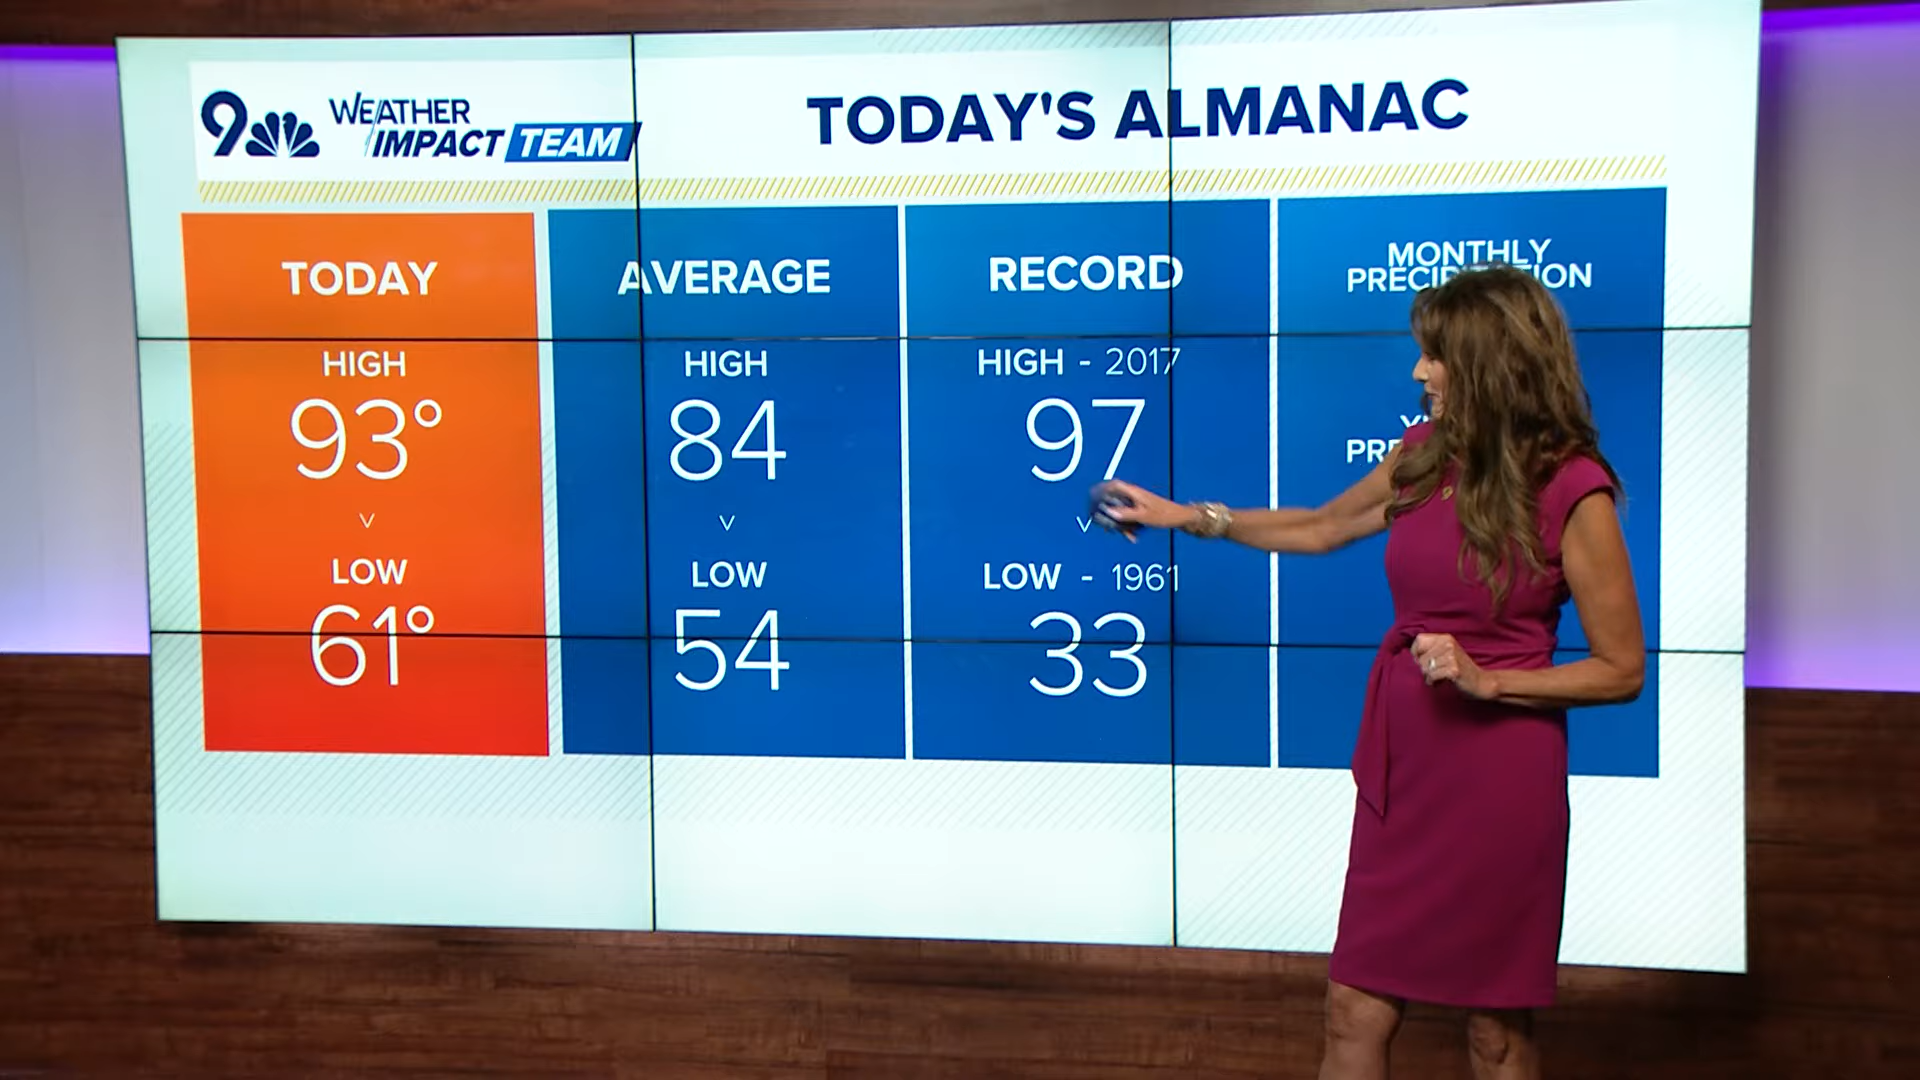 9 WEATHER
IMPACT TEAM
TODAY'S ALMANAC
TODAY
HIGH
93°
LOW
61°
AVERAGE
HIGH
84
LOW
54
RECORD
HIGH - 2017
97
LOW - 1961
33
MONTHLY
PRECIPITATION